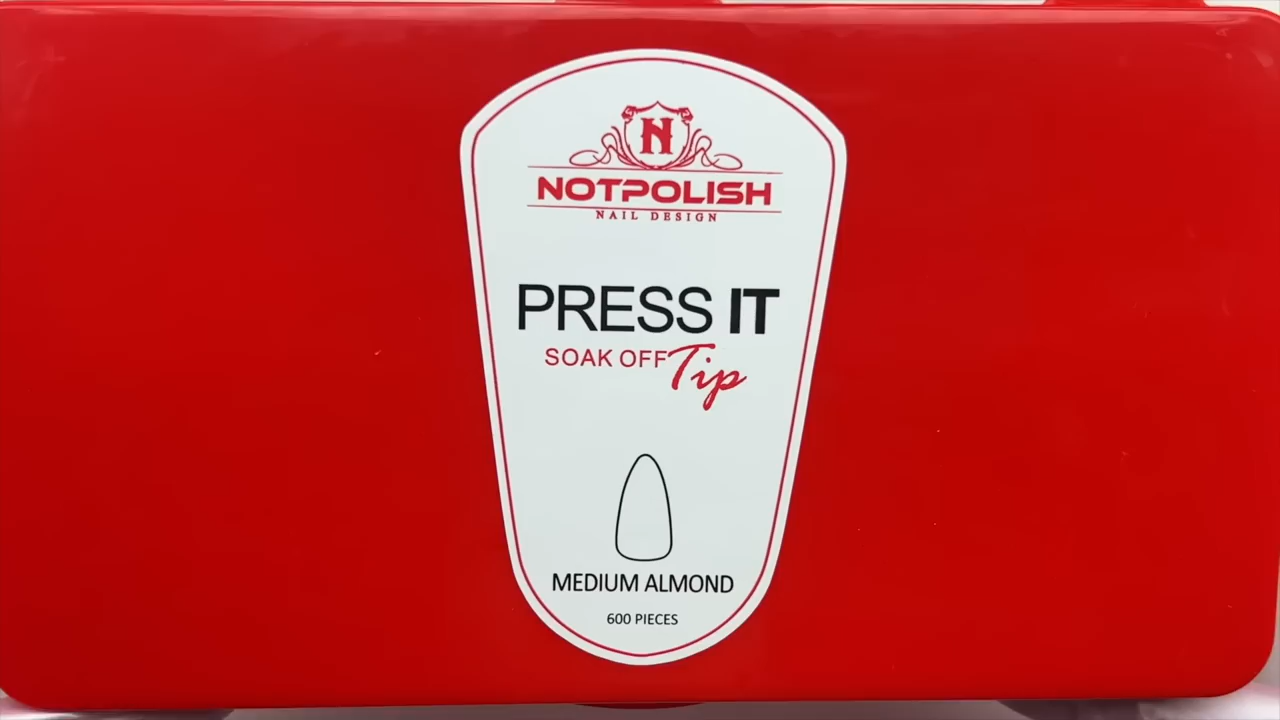 N
NOTPOLISH
NAIL DESIGN
PRESS IT
SOAK OFF Tip
MEDIUM ALMOND
600 PIECES